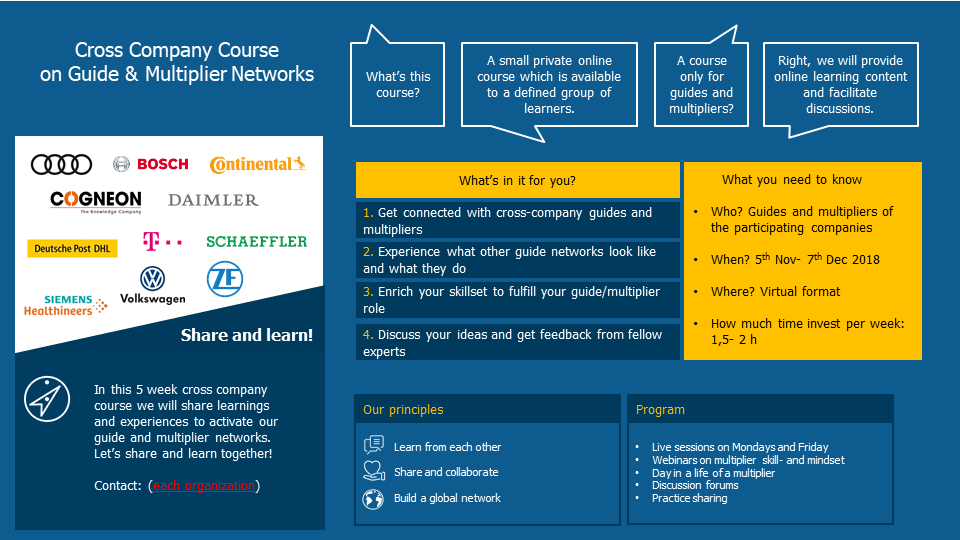 Cross Company Course
on Guide & Multiplier Networks
What's this
course?
A small private online
course which is available
to a defined group of
learners.
A course
only for
guides and
multipliers?
Right, we will provide
online learning content
and facilitate
discussions.
BOSCH
Continental
COGNEON
The Knowledge Company
DAIMLER
Deutsche Post DHL
T
SCHAEFFLER
SIEMENS
Healthineers
Volkswagen
ZF
Share and learn!
In this 5 week cross company
course we will share learnings
and experiences to activate our
guide and multiplier networks.
Let's share and learn together!
Contact: (each organization)
What's in it for you?
1. Get connected with cross-company guides and
multipliers
2. Experience what other guide networks look like
and what they do
3. Enrich your skillset to fulfill your guide/multiplier
role
4. Discuss your ideas and get feedback from fellow
experts
What you need to know
• Who? Guides and multipliers of
the participating companies
• When? 5th Nov- 7th Dec 2018
• Where? Virtual format
• How much time invest per week:
1,5- 2 h
Our principles
Learn from each other
Share and collaborate
Build a global network
Program
• Live sessions on Mondays and Friday
• Webinars on multiplier skill- and mindset
• Day in a life of a multiplier
• Discussion forums
• Practice sharing